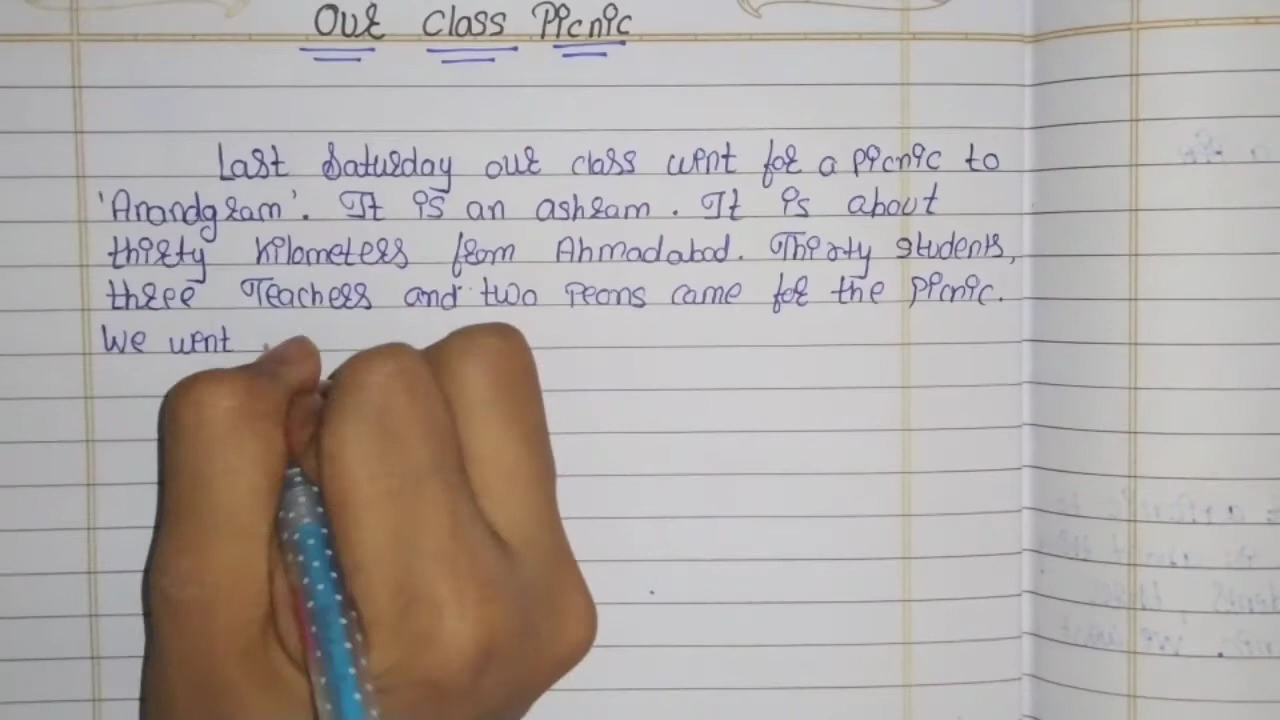 Our Class Picnic
Last Saturday our class went for a picnic to
'Anandgram'. It is an ashram. It is about
thirty kilometers from Ahmadabad. Thirty students,
three Teachers and two Peons came for the picnic.
We went